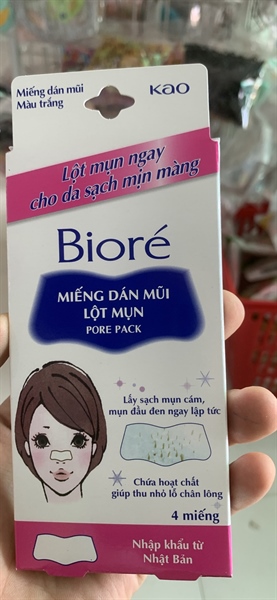 Miếng dán mũi
Màu trắng
Kao
Lột mụn ngay
cho da sạch mịn màng
Bioré
MIẾNG DÁN MŨI
LỘT MỤN
PORE PACK
Lấy sạch mụn cám,
mụn đầu đen ngay lập tức
Chứa hoạt chất
giúp thu nhỏ lỗ chân lông
4 miếng
Nhập khẩu từ
Nhật Bản